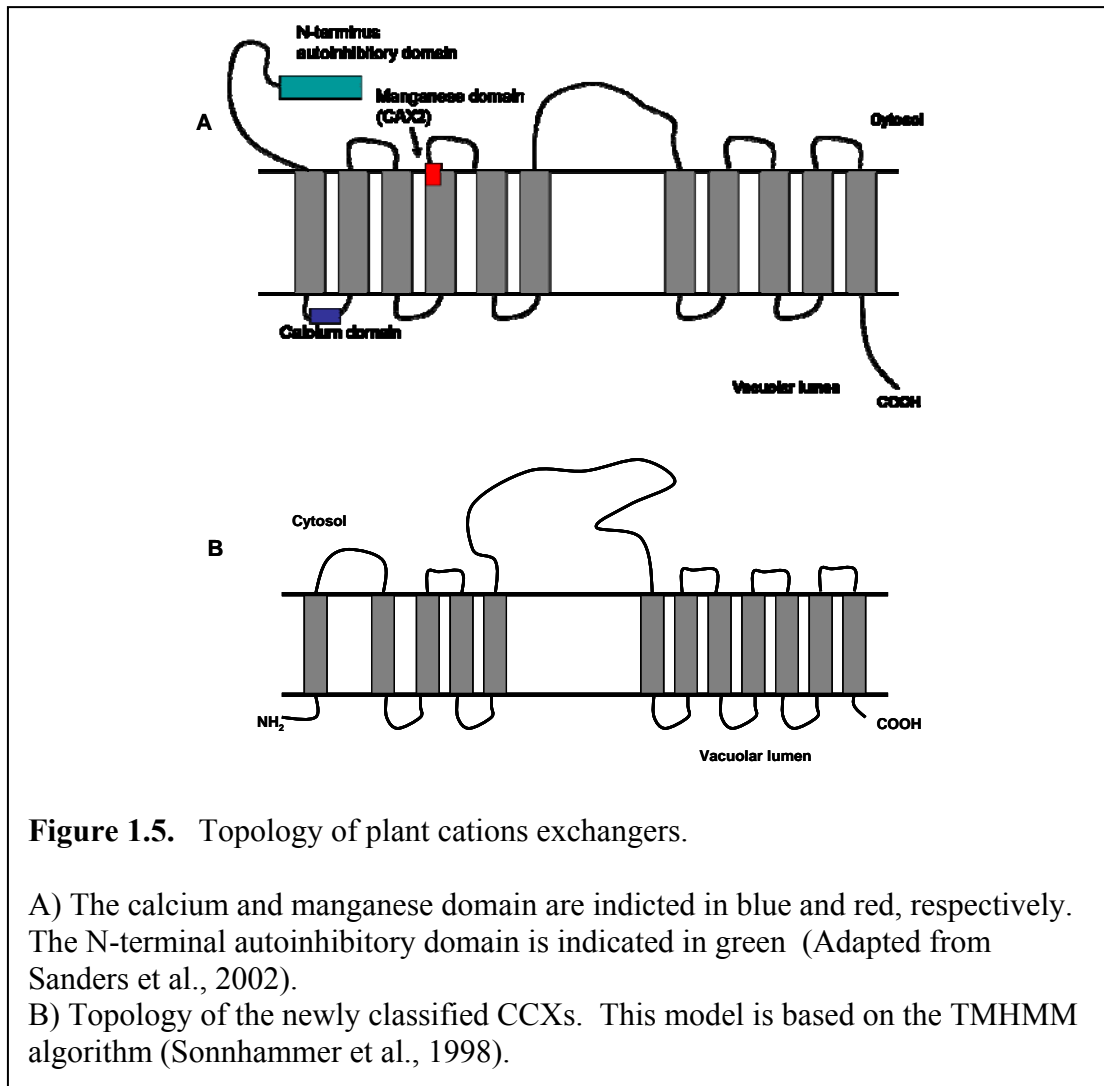 N-terminus
autoinhibitory domain
Manganese domain
(CAX2)
A
Cytosol
Calcium domain
Vacuolar lumen
COOH
Cytosol
B
NH2
COOH
Vacuolar lumen
Figure 1.5. Topology of plant cations exchangers.
A) The calcium and manganese domain are indicted in blue and red, respectively.
The N-terminal autoinhibitory domain is indicated in green (Adapted from
Sanders et al., 2002).
B) Topology of the newly classified CCXs. This model is based on the TMHMM
algorithm (Sonnhammer et al., 1998).